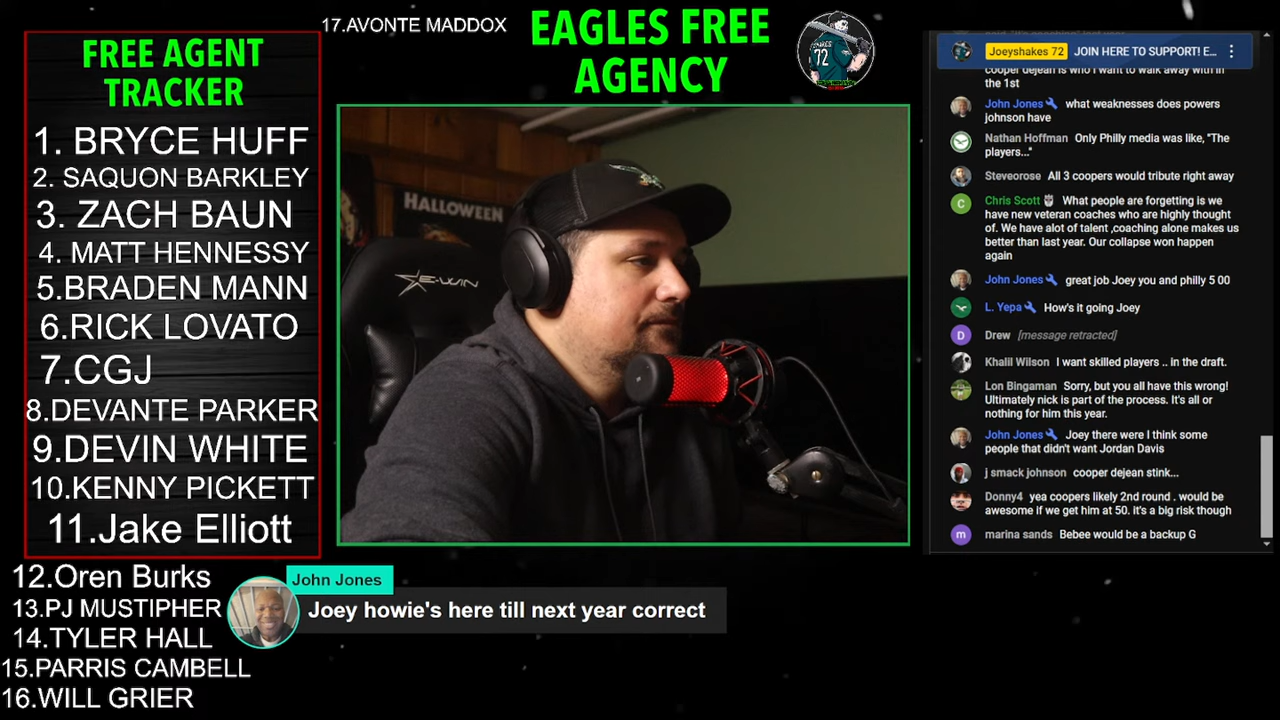 17.AVONTE MADDOX
EAGLES FREE
AGENCY
72
FREE AGENT
TRACKER
1. BRYCE HUFF
2. SAQUON BARKLEY
3. ZACH BAUN
4. MATT HENNESSY
5.BRADEN MANN
6.RICK LOVATO
7.CGJ
8.DEVANTE PARKER
9.DEVIN WHITE
10.KENNY PICKETT
11.Jake Elliott
12.Oren Burks
13.PJ MUSTIPHER
14.TYLER HALL
15.PARRIS CAMBELL
16.WILL GRIER
HALLOWEEN
E-WIN
John Jones
Joey howie's here till next year correct
Joeyshakes 72 JOIN HERE TO SUPPORT! E...
cooper dejean is who I want to walk away with in
the 1st
John Jones what weaknesses does powers
johnson have
Nathan Hoffman Only Philly media was like, "The
players..."
Steveorose All 3 coopers would tribute right away
Chris Scott What people are forgetting is we
have new veteran coaches who are highly thought
of. We have alot of talent ,coaching alone makes us
better than last year. Our collapse won happen
again
John Jones great job Joey you and philly 5 00
L. Yepa How's it going Joey
Drew [message retracted]
Khalil Wilson I want skilled players .. in the draft.
Lon Bingaman Sorry, but you all have this wrong!
Ultimately nick is part of the process. It's all or
nothing for him this year.
John Jones Joey there were I think some
people that didn't want Jordan Davis
j smack johnson cooper dejean stink...
Donny4 yea coopers likely 2nd round . would be
awesome if we get him at 50. it's a big risk though
marina sands Bebee would be a backup G